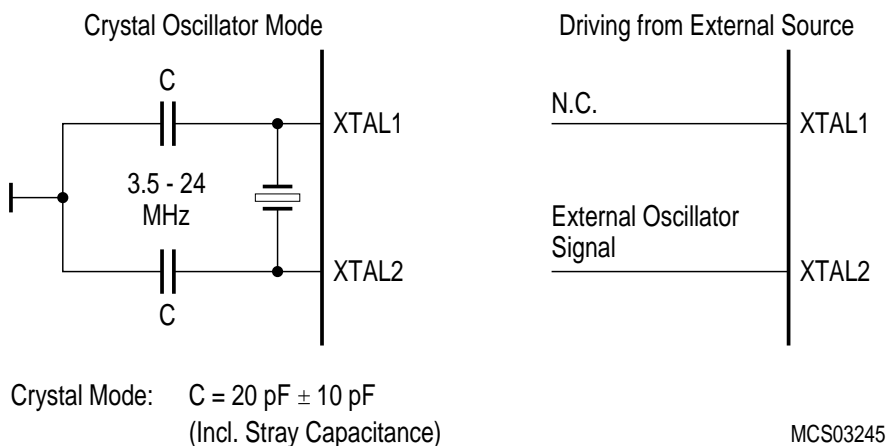 Crystal Oscillator Mode
C
XTAL1
3.5 - 24
MHz
XTAL2
C
Driving from External Source
N.C.
XTAL1
External Oscillator
Signal
XTAL2
Crystal Mode: C = 20 pF ± 10 pF
(Incl. Stray Capacitance)
MCS03245